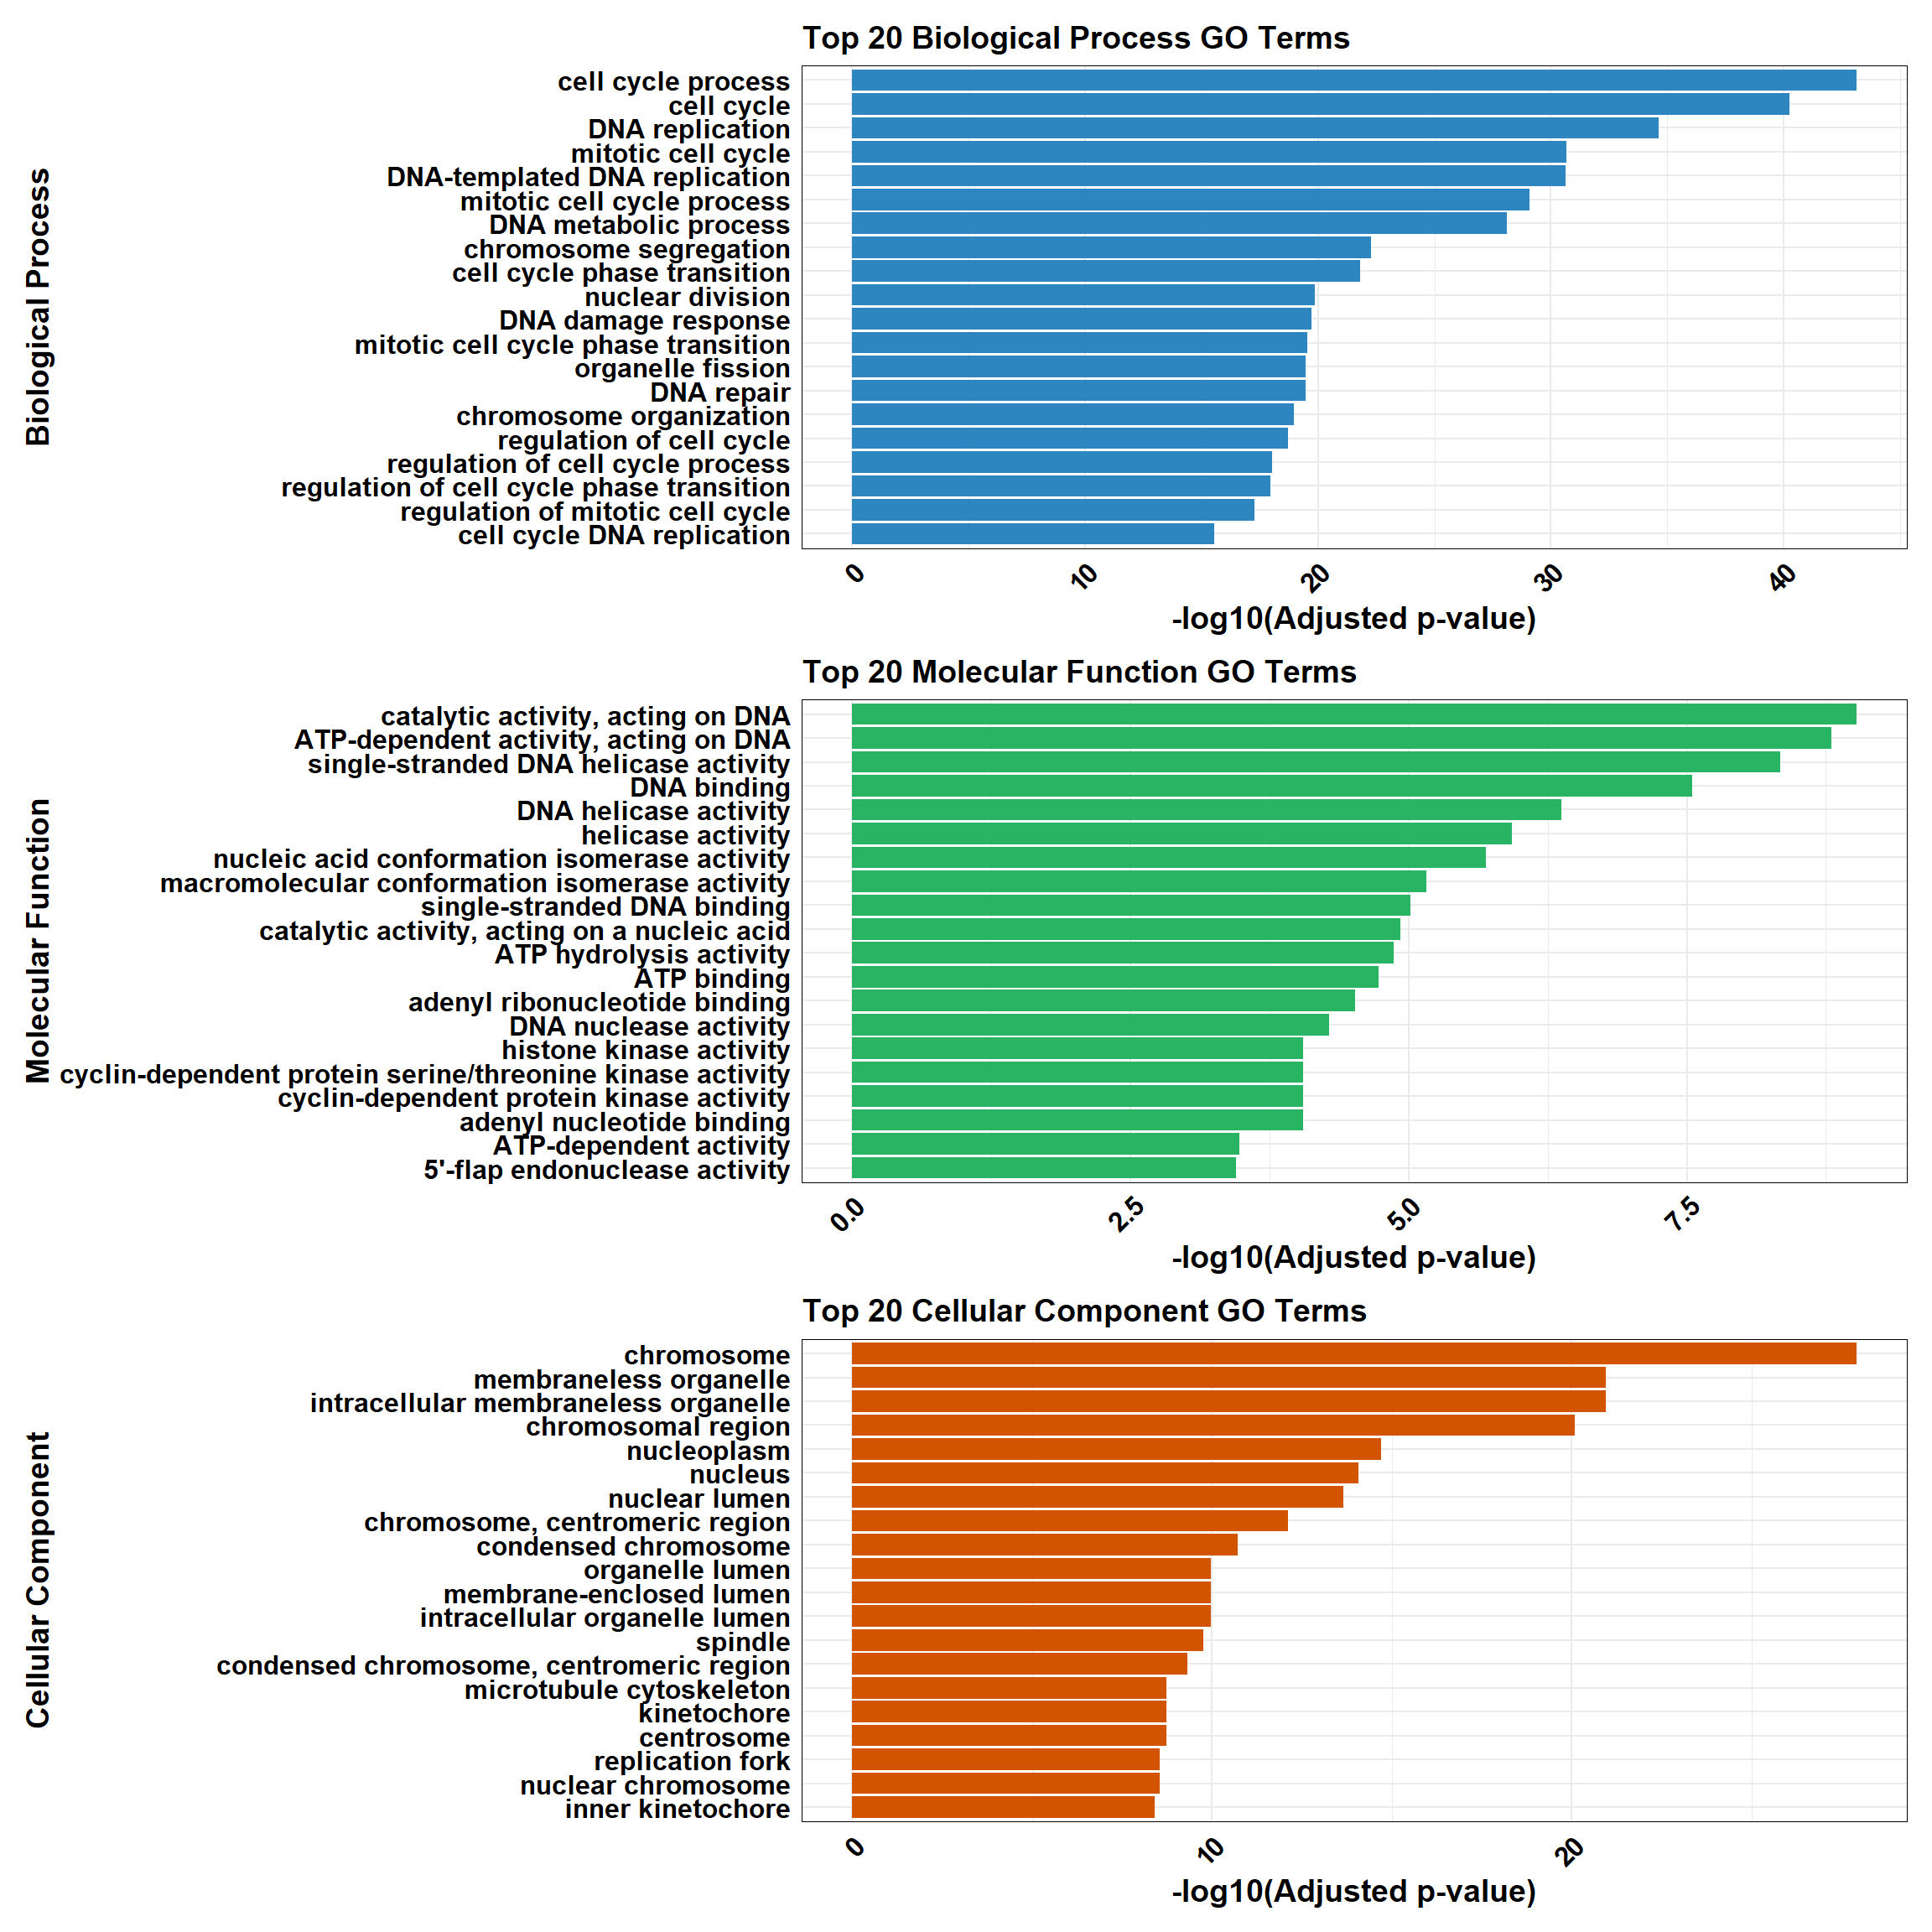 Top 20 Biological Process GO Terms
Biological Process
cell cycle process
cell cycle
DNA replication
mitotic cell cycle
DNA-templated DNA replication
mitotic cell cycle process
DNA metabolic process
chromosome segregation
cell cycle phase transition
nuclear division
DNA damage response
mitotic cell cycle phase transition
organelle fission
DNA repair
chromosome organization
regulation of cell cycle
regulation of cell cycle process
regulation of cell cycle phase transition
regulation of mitotic cell cycle
cell cycle DNA replication
0 10 20 30 40
-log10(Adjusted p-value)
Top 20 Molecular Function GO Terms
Molecular Function
catalytic activity, acting on DNA
ATP-dependent activity, acting on DNA
single-stranded DNA helicase activity
DNA binding
DNA helicase activity
helicase activity
nucleic acid conformation isomerase activity
macromolecular conformation isomerase activity
single-stranded DNA binding
catalytic activity, acting on a nucleic acid
ATP hydrolysis activity
ATP binding
adenyl ribonucleotide binding
DNA nuclease activity
histone kinase activity
cyclin-dependent protein serine/threonine kinase activity
cyclin-dependent protein kinase activity
adenyl nucleotide binding
ATP-dependent activity
5'-flap endonuclease activity
0.0 2.5 5.0 7.5
-log10(Adjusted p-value)
Top 20 Cellular Component GO Terms
Cellular Component
chromosome
membraneless organelle
intracellular membraneless organelle
chromosomal region
nucleoplasm
nucleus
nuclear lumen
chromosome, centromeric region
condensed chromosome
organelle lumen
membrane-enclosed lumen
intracellular organelle lumen
spindle
condensed chromosome, centromeric region
microtubule cytoskeleton
kinetochore
centrosome
replication fork
nuclear chromosome
inner kinetochore
0 10 20
-log10(Adjusted p-value)